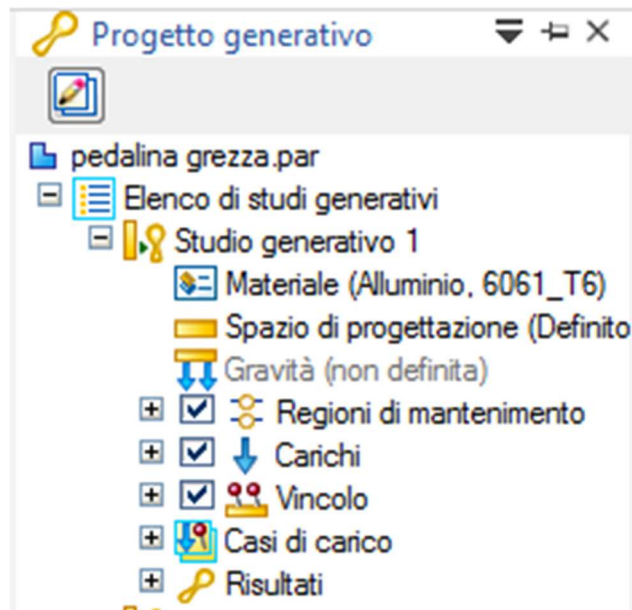 Progetto generativo
pedalina grezza.par
Elenco di studi generativi
Studio generativo 1
Materiale (Alluminio, 6061_T6)
Spazio di progettazione (Definito
Gravità (non definita)
Regioni di mantenimento
Carichi
Vincolo
Casi di carico
Risultati